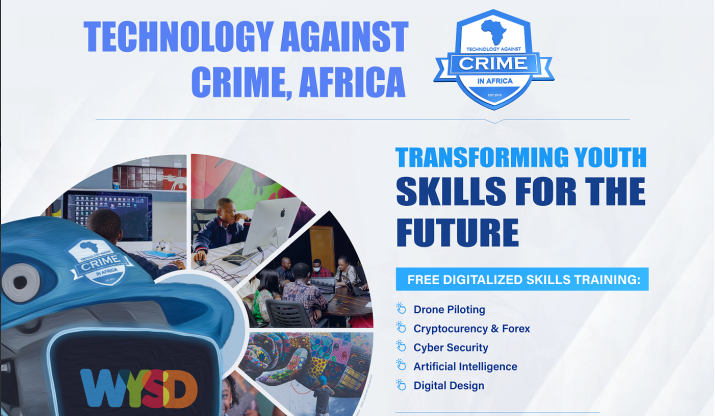 TECHNOLOGY AGAINST
CRIME, AFRICA
TECHNOLOGY AGAINST
CRIME
IN AFRICA
TRANSFORMING YOUTH
SKILLS FOR THE
FUTURE
FREE DIGITALIZED SKILLS TRAINING:
Drone Piloting
Cryptocurency & Forex
Cyber Security
Artificial Intelligence
Digital Design
CRIME
IN AFRICA
WYSD